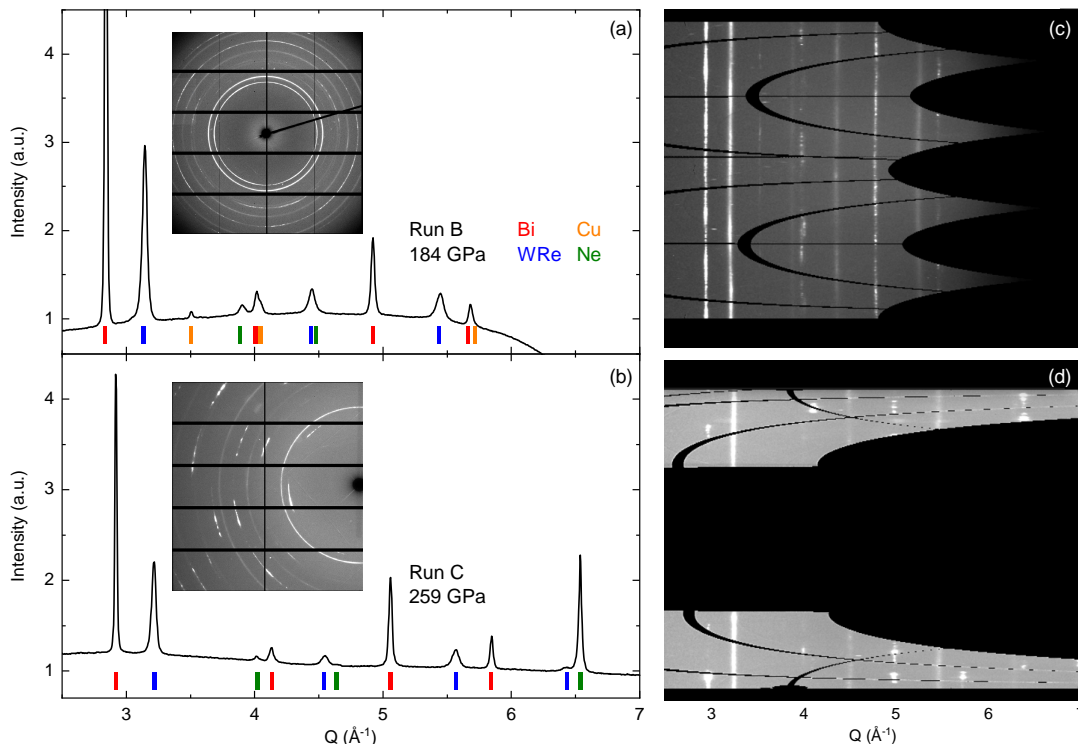 (a)
4
3
2
1
Intensity (a.u.)
Run B
184 GPa
Bi
Cu
WRe
Ne
(b)
4
3
2
1
Intensity (a.u.)
Run C
259 GPa
3
4
5
6
7
Q (Å⁻¹)
(c)
(d)
3
4
5
6
7
Q (Å⁻¹)